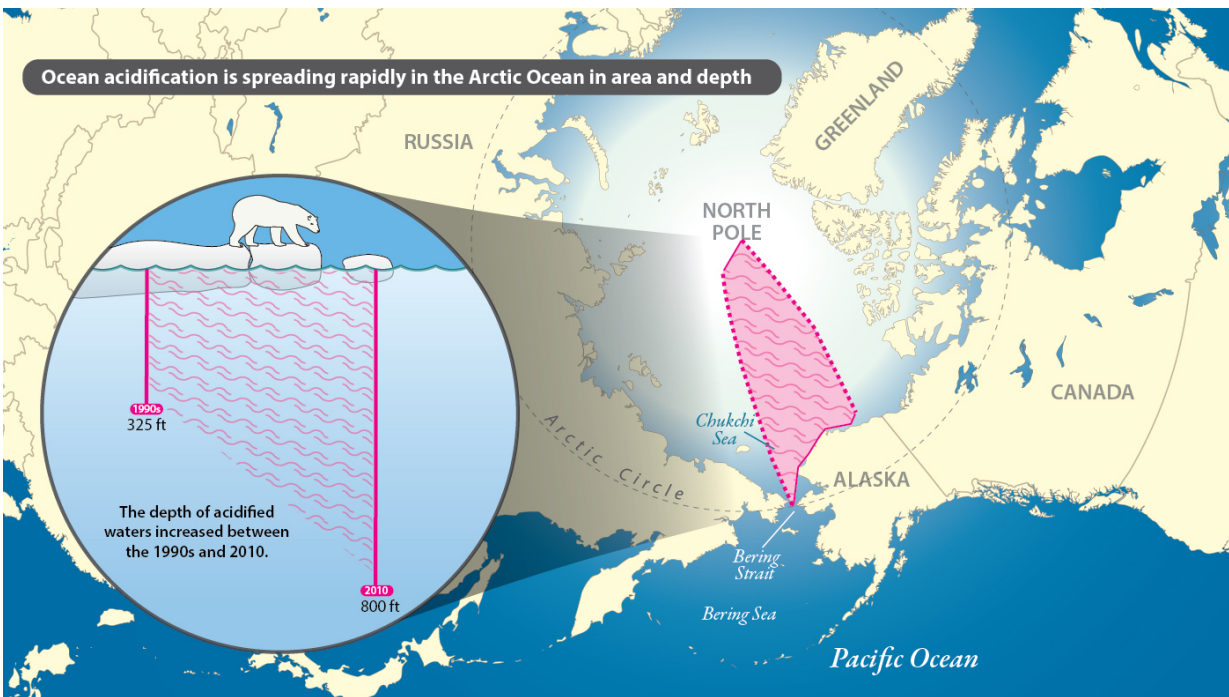 Ocean acidification is spreading rapidly in the Arctic Ocean in area and depth
RUSSIA
GREENLAND
NORTH
POLE
1990s
325 ft
Chukchi
Sea
CANADA
Arctic Circle
ALASKA
The depth of acidified
waters increased between
the 1990s and 2010.
2010
800 ft
Bering
Strait
Bering Sea
Pacific Ocean